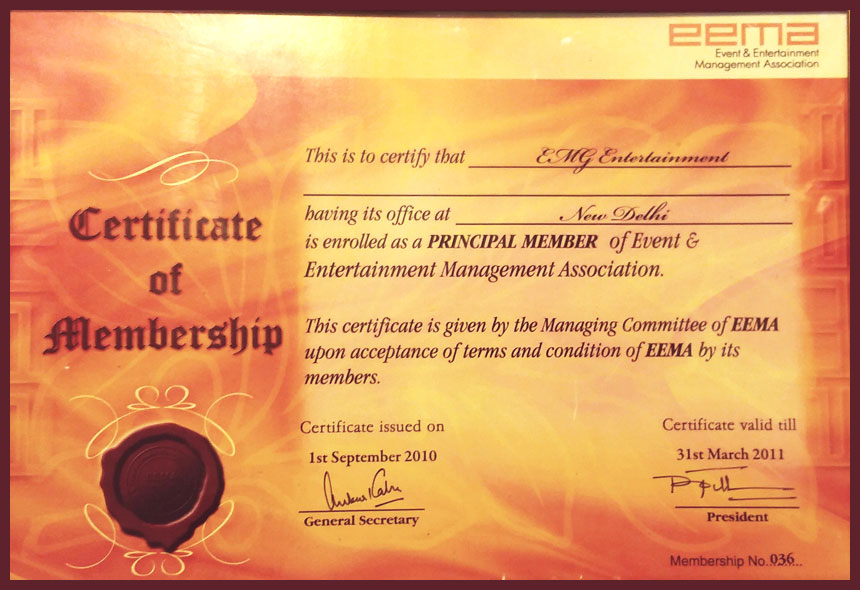 eema
Event & Entertainment
Management Association
Certificate
of
Membership
This is to certify that EMG Entertainment
having its office at New Delhi
is enrolled as a PRINCIPAL MEMBER of Event &
Entertainment Management Association.
This certificate is given by the Managing Committee of EEMA
upon acceptance of terms and condition of EEMA by its
members.
Certificate issued on
1st September 2010
General Secretary
Certificate valid till
31st March 2011
President
Membership No. 036